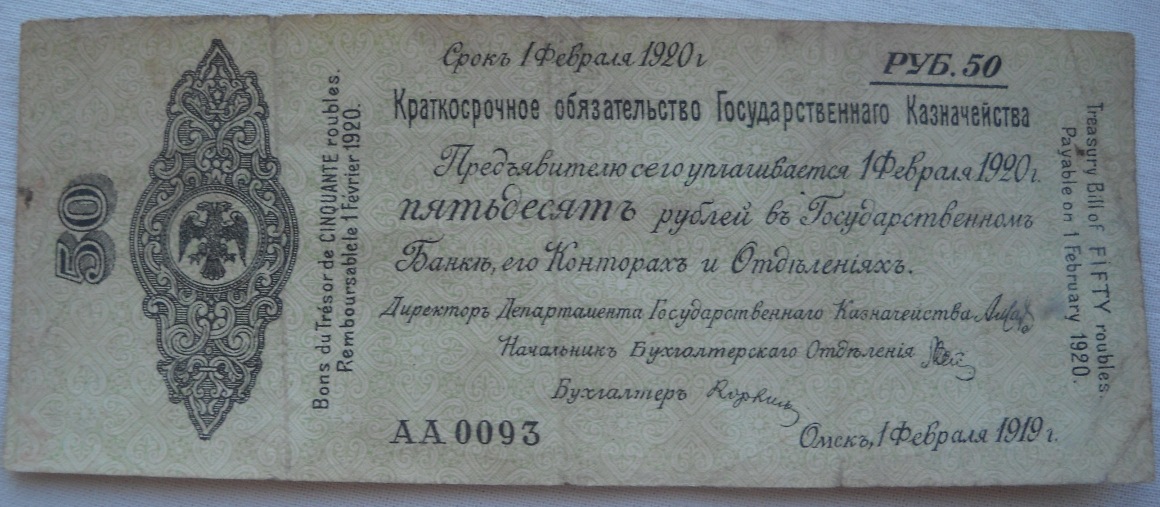 50
Bons du Trésor de CINQUANTE roubles.
Remboursable le 1 Février 1920.
Срокъ 1 Февраля 1920 г
РУБ. 50
Краткосрочное обязательство Государственнаго Казначейства
Предъявителю сего уплачивается 1 Февраля 1920 г.
пятьдесятъ рублей въ Государственномъ
Банкѣ, его Конторахъ и Отдѣленіяхъ.
Директоръ Департамента Государственнаго Казначейства
Начальникъ Бухгалтерскаго Отдѣленія
Бухгалтеръ
АА 0093
Омскъ, 1 Февраля 1919 г.
Treasury Bill of FIFTY roubles.
Payable on 1 February 1920.